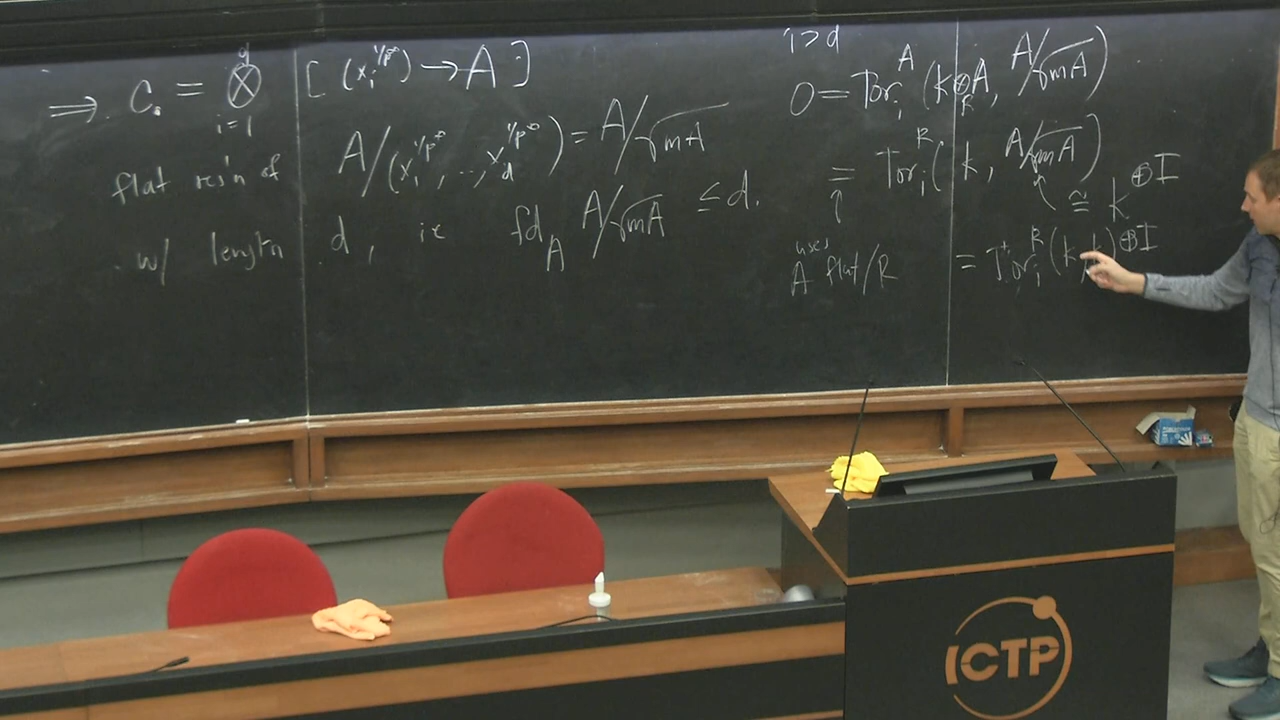 ⇒ C. = ⊗_{i=1}^{d} [ (x_i^{1/p^∞}) → A ]
flat res'n of A/(x_1^{1/p^∞}, .., x_d^{1/p^∞}) = A/√mA
w/ length d, ie fd_A A/√mA ≤ d.
i>d
0 = Tor_i^A (k⊗_R A, A/√mA)
= Tor_i^R (k, A/√mA)
↑ ≅ k^{⊕I}
uses
A flat/R
= Tor_i^R (k, k)^{⊕I}
ICTP